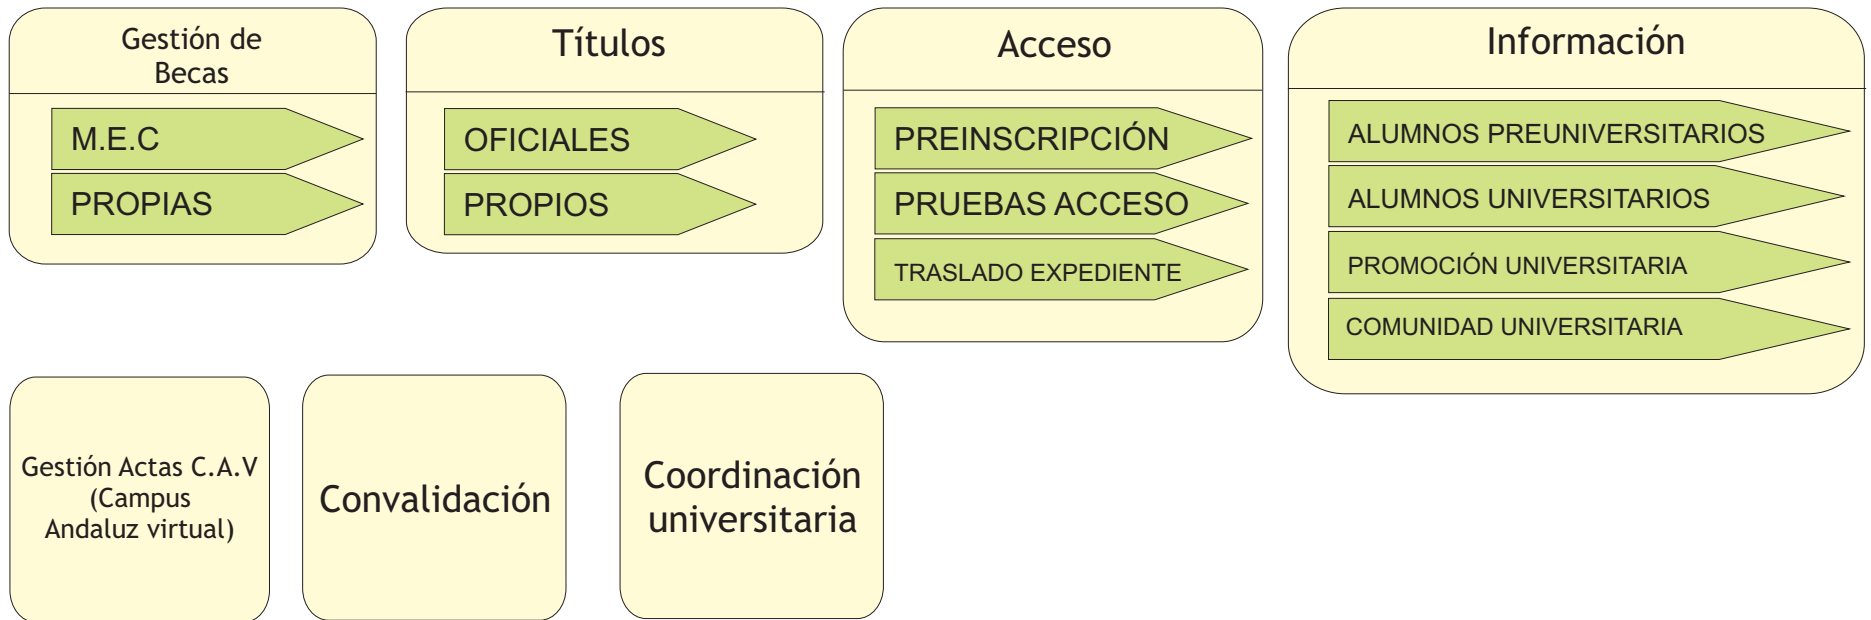 Gestión de
Becas
M.E.C
PROPIAS
Títulos
OFICIALES
PROPIOS
Acceso
PREINSCRIPCIÓN
PRUEBAS ACCESO
TRASLADO EXPEDIENTE
Información
ALUMNOS PREUNIVERSITARIOS
ALUMNOS UNIVERSITARIOS
PROMOCIÓN UNIVERSITARIA
COMUNIDAD UNIVERSITARIA
Gestión Actas C.A.V
(Campus
Andaluz virtual)
Convalidación
Coordinación
universitaria